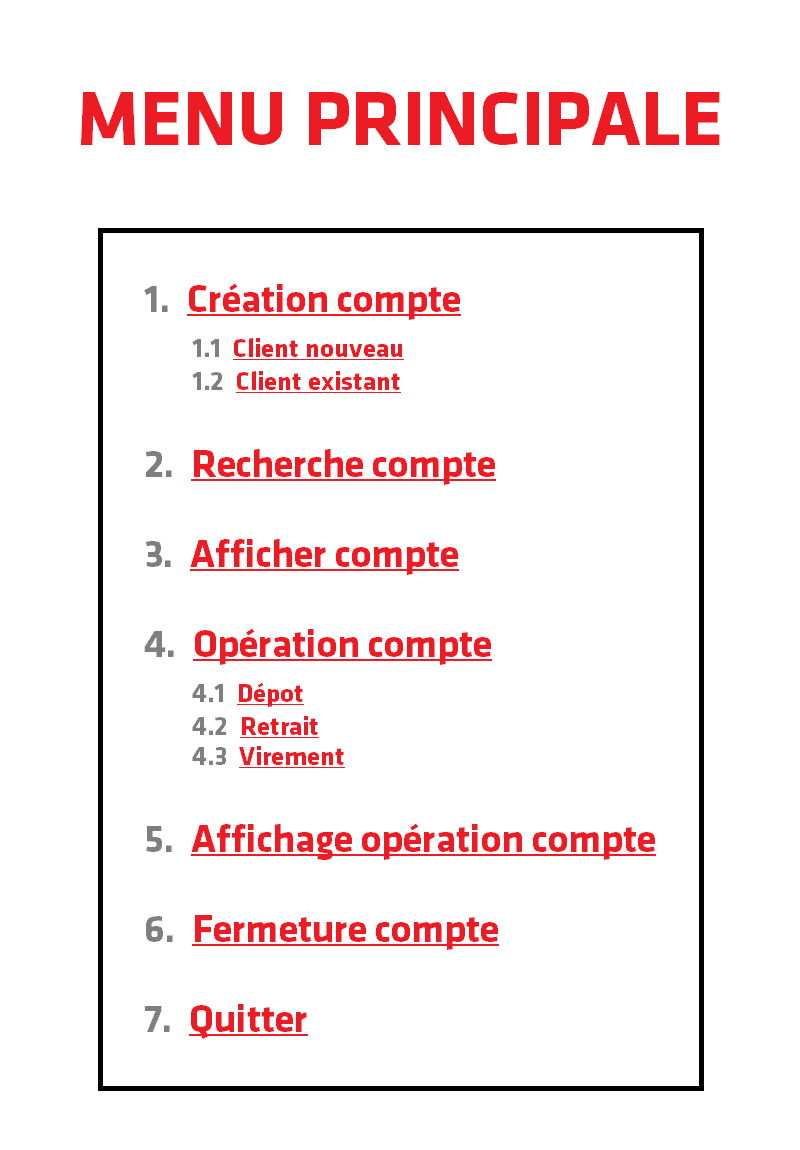 MENU PRINCIPALE
1. Création compte
1.1 Client nouveau
1.2 Client existant
2. Recherche compte
3. Afficher compte
4. Opération compte
4.1 Dépot
4.2 Retrait
4.3 Virement
5. Affichage opération compte
6. Fermeture compte
7. Quitter